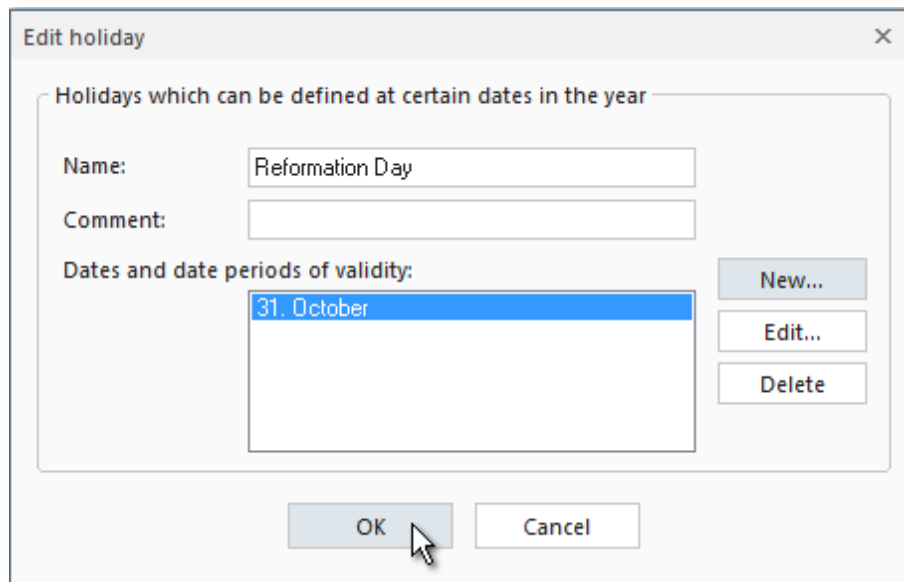 Edit holiday
Holidays which can be defined at certain dates in the year
Name: Reformation Day
Comment:
Dates and date periods of validity:
New...
31. October
Edit...
Delete
OK Cancel